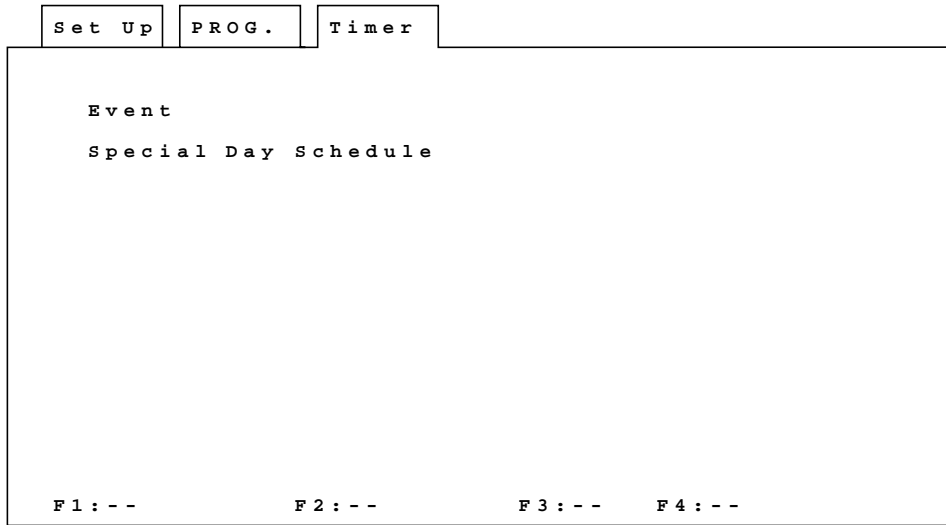 Set Up PROG. Timer
Event
Special Day Schedule
F1:-- F2:-- F3:-- F4:--